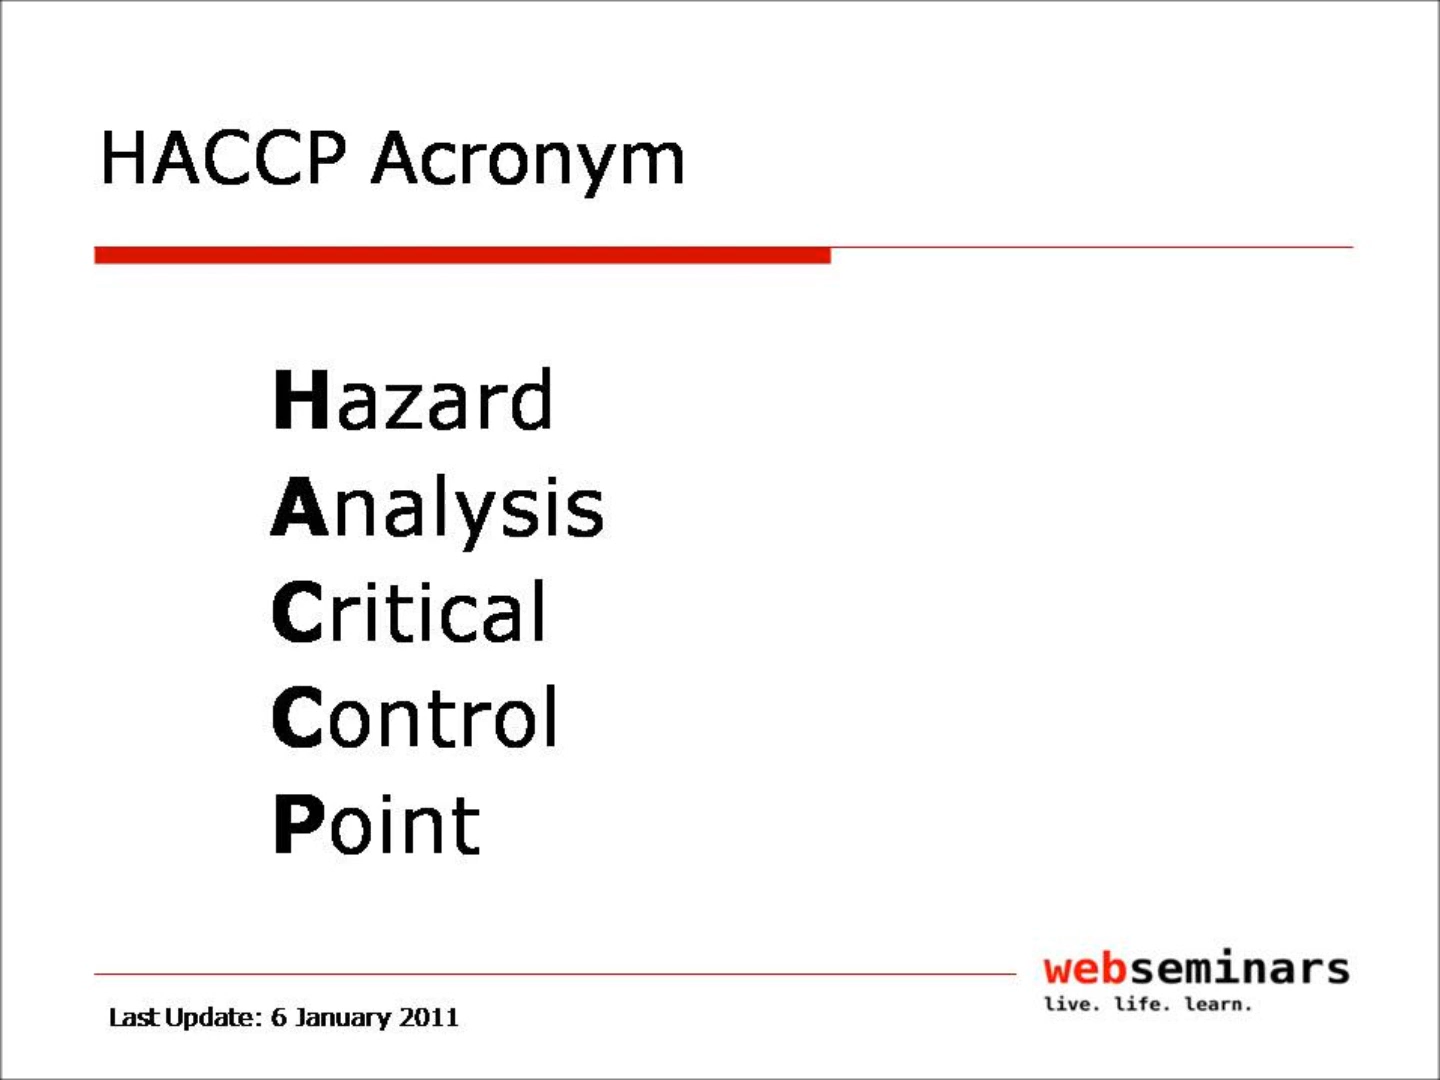 HACCP Acronym
Hazard
Analysis
Critical
Control
Point
webseminars
live. life. learn.
Last Update: 6 January 2011